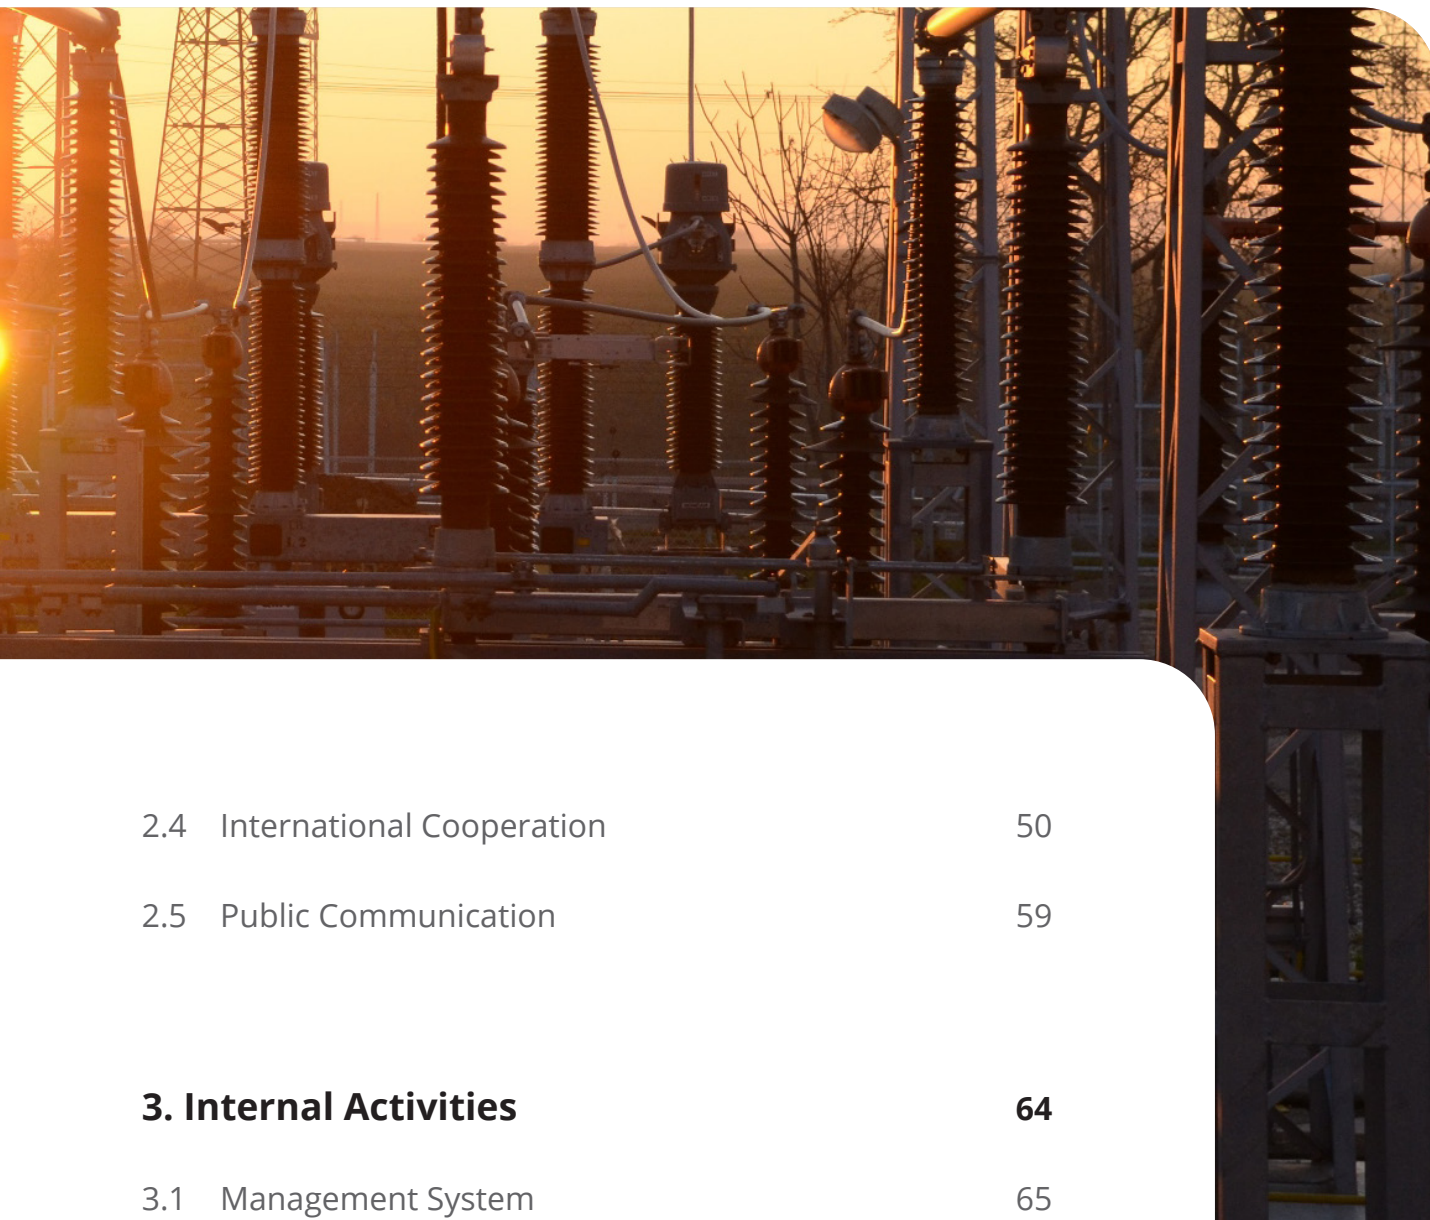 2.4 International Cooperation 50
2.5 Public Communication 59
3. Internal Activities 64
3.1 Management System 65